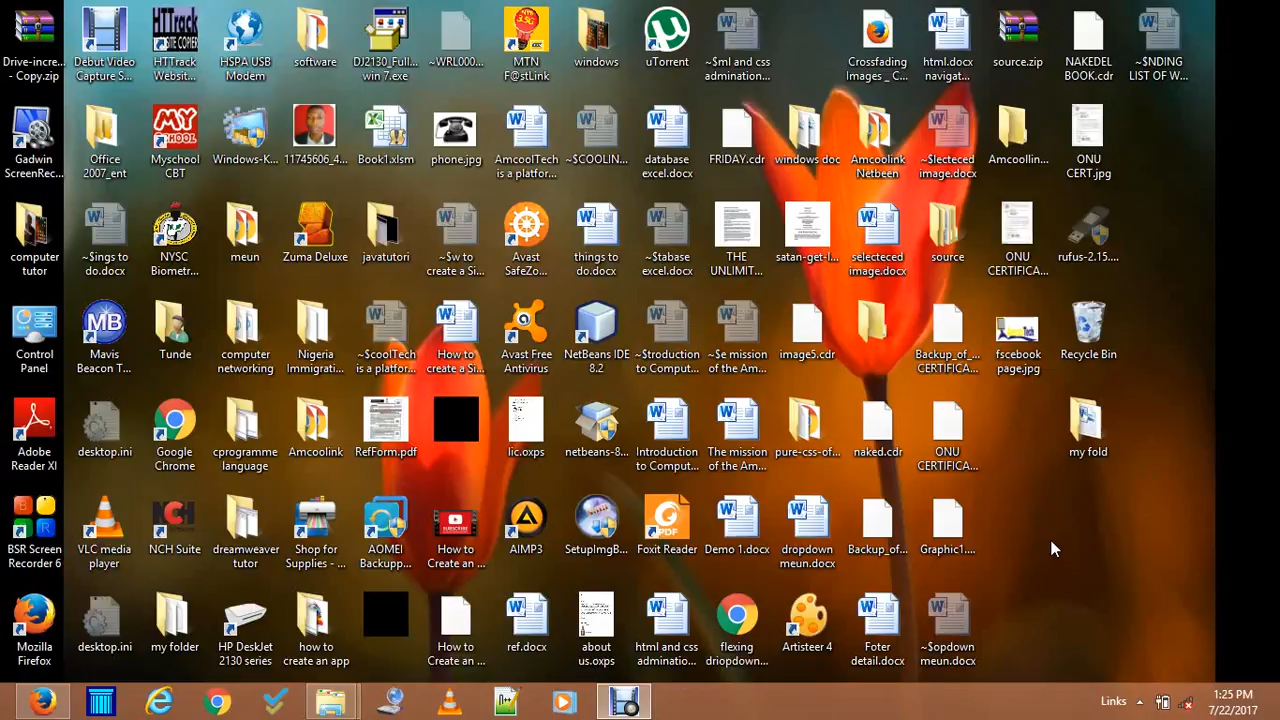 Drive-incre...
- Copy.zip
Debut Video
Capture S...
HTTrack
Websit...
HSPA USB
Modem
software
DJ2130_Full...
win 7.exe
~WRL000...
MTN
F@stLink
windows
uTorrent
~$ml and css
admination...
Crossfading
Images _ C...
html.docx
navigat...
source.zip
NAKEDEL
BOOK.cdr
~$NDING
LIST OF W...
Gadwin
ScreenRec...
Office
2007_ent
Myschool
CBT
Windows-K...
11745606_4...
Book1.xlsm
phone.jpg
AmcoolTech
is a platfor...
~$COOLIN...
database
excel.docx
FRIDAY.cdr
windows doc
Amcoolink
Netbeen
~$lecteced
image.docx
Amcoollin...
ONU
CERT.jpg
computer
tutor
~$ings to
do.docx
NYSC
Biometr...
meun
Zuma Deluxe
javatutori
~$w to
create a Si...
Avast
SafeZo...
things to
do.docx
~$tabase
excel.docx
THE
UNLIMIT...
satan-get-l...
selecteced
image.docx
source
ONU
CERTIFICA...
rufus-2.15....
Control
Panel
Mavis
Beacon T...
Tunde
computer
networking
Nigeria
Immigrati...
~$coolTech
is a platfor...
How to
create a Si...
Avast Free
Antivirus
NetBeans IDE
8.2
~$troduction
to Comput...
~$e mission
of the Am...
image5.cdr
Backup_of_...
CERTIFICA...
fscebook
page.jpg
Recycle Bin
Adobe
Reader XI
desktop.ini
Google
Chrome
cprogramme
language
Amcoolink
RefForm.pdf
lic.oxps
netbeans-8...
Introduction
to Comput...
The mission
of the Am...
pure-css-of...
naked.cdr
ONU
CERTIFICA...
my fold
BSR Screen
Recorder 6
VLC media
player
NCH Suite
dreamweaver
tutor
Shop for
Supplies - ...
AOMEI
Backupp...
How to
Create an ...
AIMP3
SetupImgB...
Foxit Reader
Demo 1.docx
dropdown
meun.docx
Backup_of...
Graphic1....
Mozilla
Firefox
desktop.ini
my folder
HP DeskJet
2130 series
how to
create an app
How to
Create an ...
ref.docx
about
us.oxps
html and css
adminatio...
flexing
driopdown...
Artisteer 4
Foter
detail.docx
~$opdown
meun.docx
Links
1:25 PM
7/22/2017